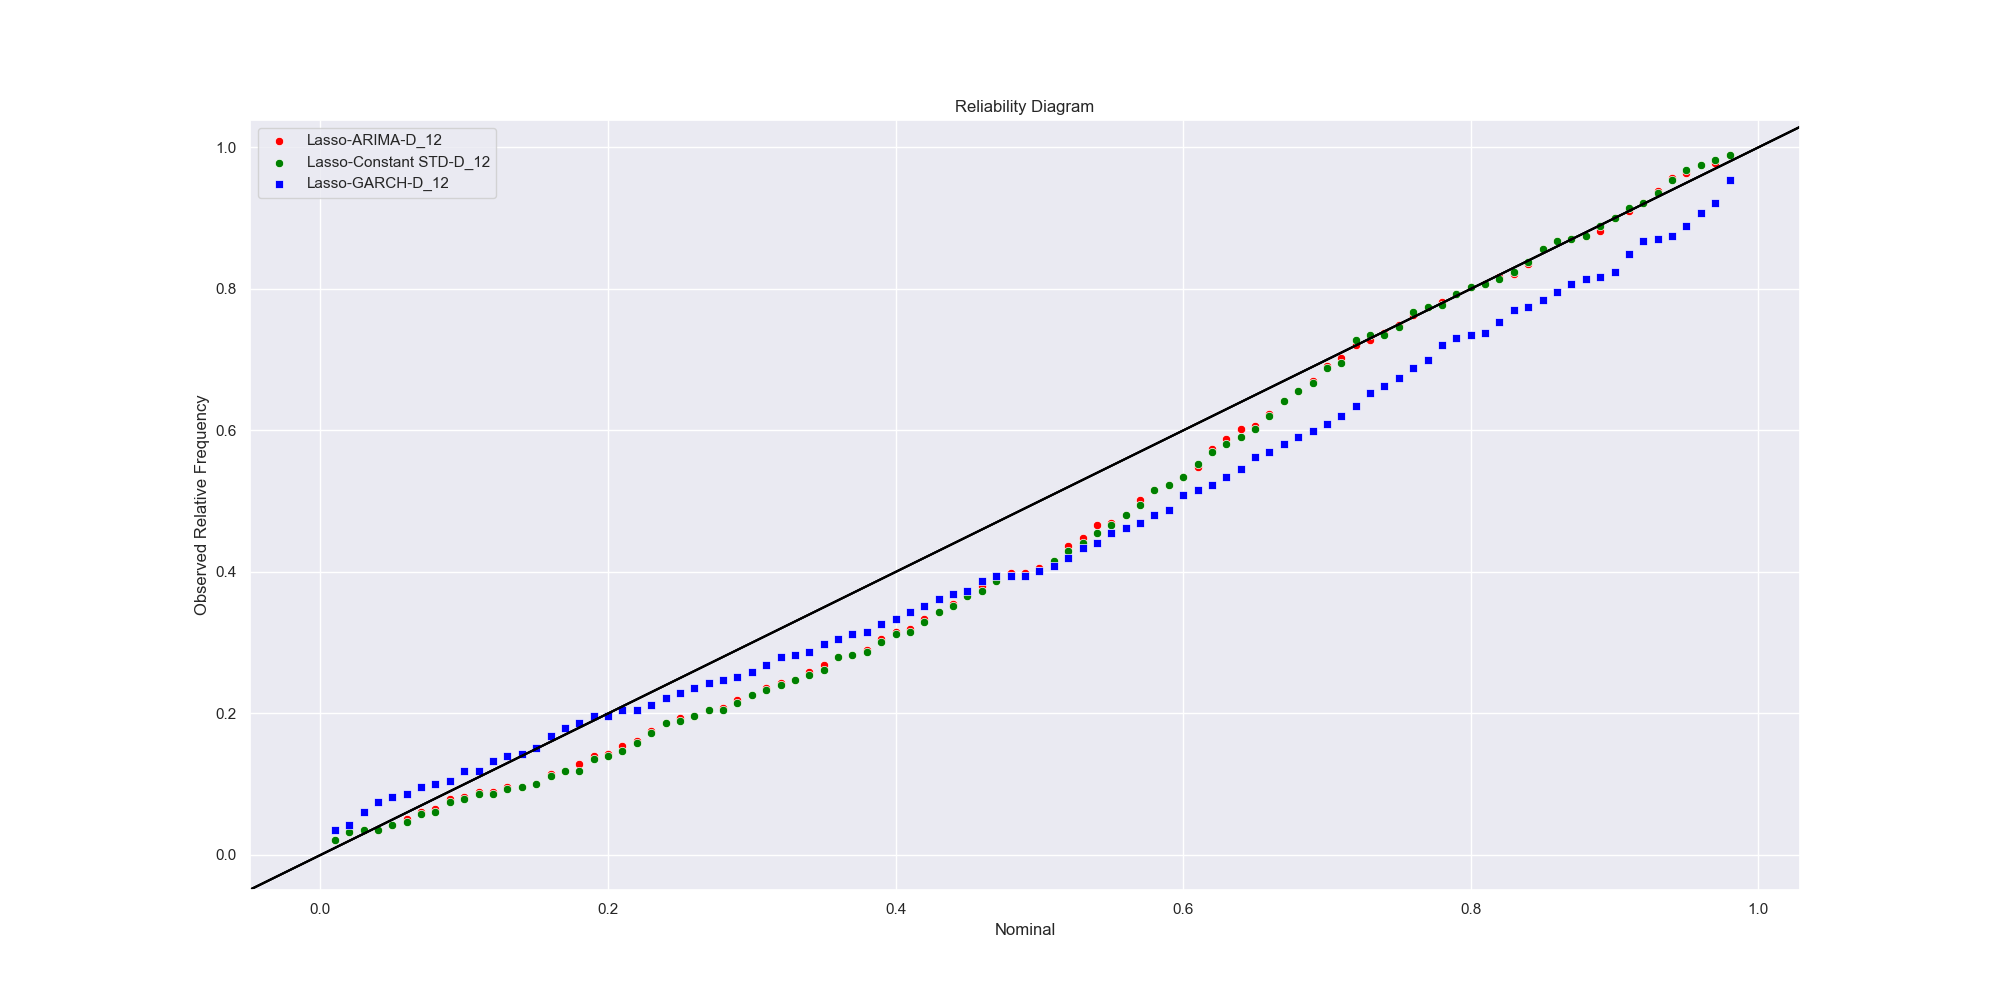 Reliability Diagram
Lasso-ARIMA-D_12
Lasso-Constant STD-D_12
Lasso-GARCH-D_12
Observed Relative Frequency
1.0
0.8
0.6
0.4
0.2
0.0
0.0 0.2 0.4 0.6 0.8 1.0
Nominal